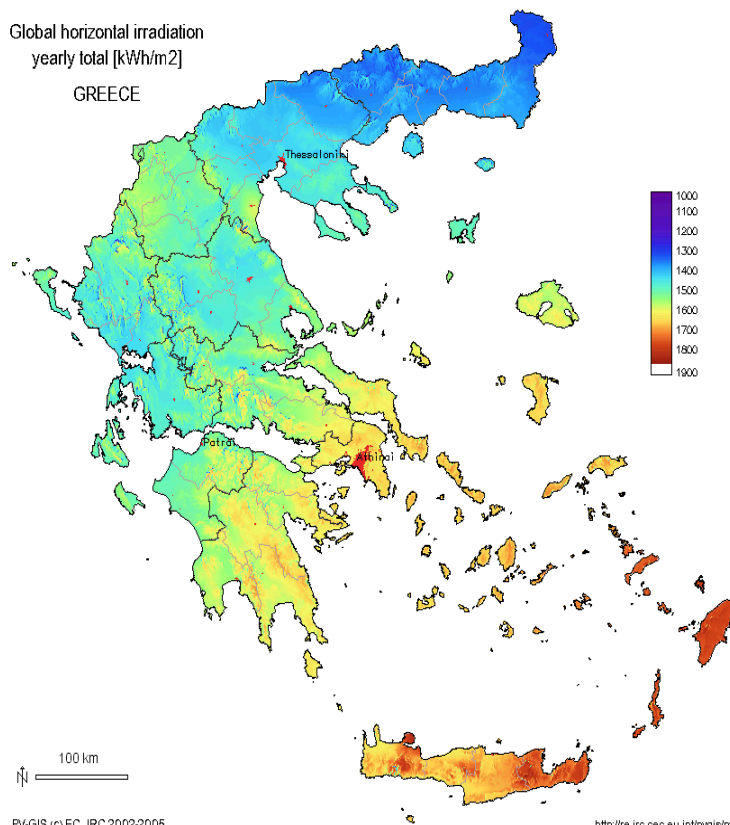 Global horizontal irradiation
yearly total [kWh/m2]
GREECE
Thessaloniki
1000
1100
1200
1300
1400
1500
1600
1700
1800
1900
Patrai
Athinai
100 km
N
PV-GIS (c) EC, JRC 2002-2005